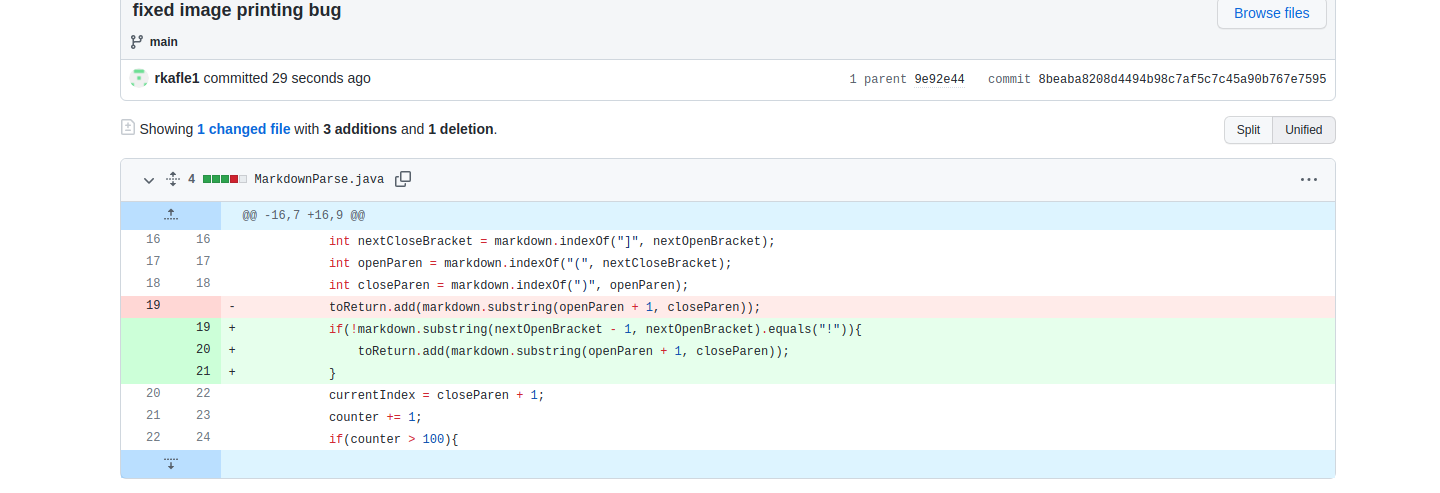 fixed image printing bug
Browse files
main
rkafle1 committed 29 seconds ago
1 parent 9e92e44 commit 8beaba8208d4494b98c7af5c7c45a90b767e7595
Showing 1 changed file with 3 additions and 1 deletion.
Split Unified
4 MarkdownParse.java
@@ -16,7 +16,9 @@
16 16 int nextCloseBracket = markdown.indexOf("]", nextOpenBracket);
17 17 int openParen = markdown.indexOf("(", nextCloseBracket);
18 18 int closeParen = markdown.indexOf(")", openParen);
19 - toReturn.add(markdown.substring(openParen + 1, closeParen));
19 + if(!markdown.substring(nextOpenBracket - 1, nextOpenBracket).equals("!")){
20 + toReturn.add(markdown.substring(openParen + 1, closeParen));
21 + }
20 22 currentIndex = closeParen + 1;
21 23 counter += 1;
22 24 if(counter > 100){